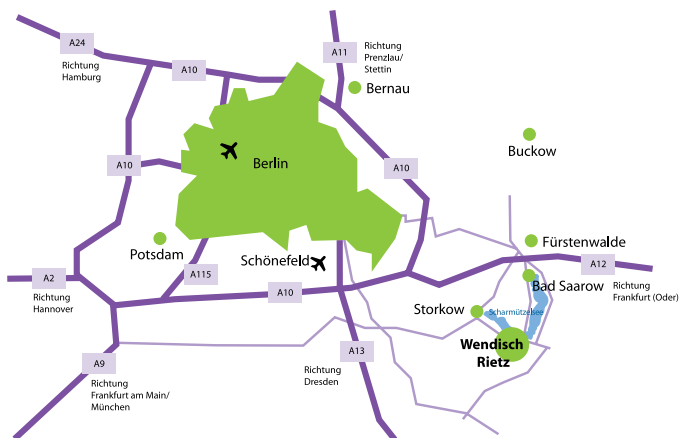 A24
Richtung
Hamburg
A10
A11
Richtung
Prenzlau/
Stettin
Bernau
Buckow
A10
Berlin
A10
Potsdam
Schönefeld
Fürstenwalde
A2
Richtung
Hannover
A115
A10
A12
Richtung
Frankfurt (Oder)
Bad Saarow
Storkow
Scharmützelsee
Wendisch
Rietz
A9
Richtung
Frankfurt am Main/
München
A13
Richtung
Dresden